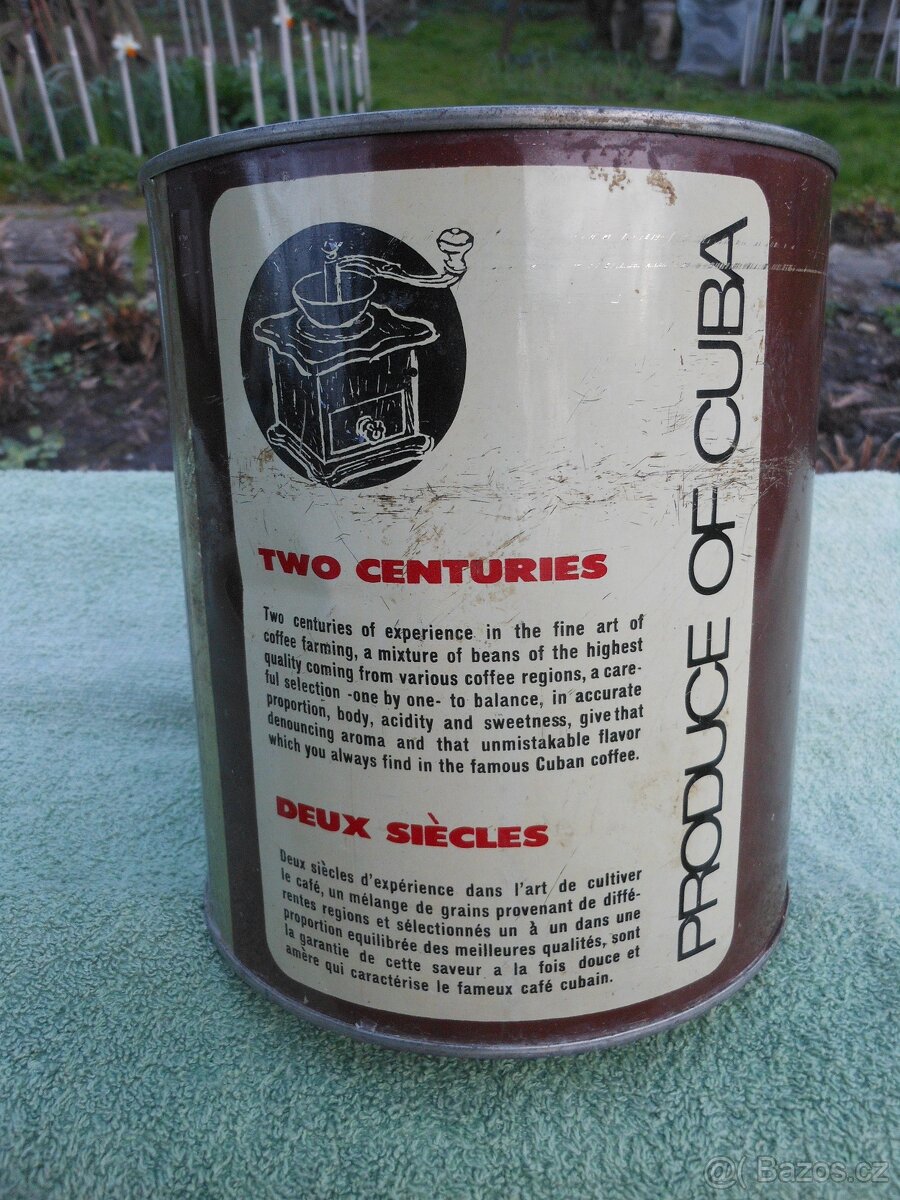 TWO CENTURIES
Two centuries of experience in the fine art of
coffee farming, a mixture of beans of the highest
quality coming from various coffee regions, a care-
ful selection -one by one- to balance, in accurate
proportion, body, acidity and sweetness, give that
denouncing aroma and that unmistakable flavor
which you always find in the famous Cuban coffee.
DEUX SIÈCLES
Deux siècles d'expérience dans l'art de cultiver
le café, un mélange de grains provenant de diffé-
rentes regions et sélectionnés un à un dans une
proportion equilibrée des meilleures qualités, sont
la garantie de cette saveur a la fois douce et
amère qui caractérise le fameux café cubain.
PRODUCE OF CUBA
@( Bazos.cz